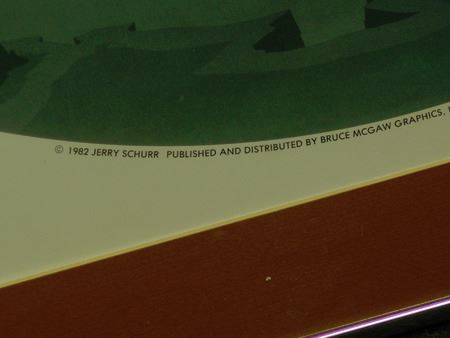 © 1982 JERRY SCHURR PUBLISHED AND DISTRIBUTED BY BRUCE MCGAW GRAPHICS,